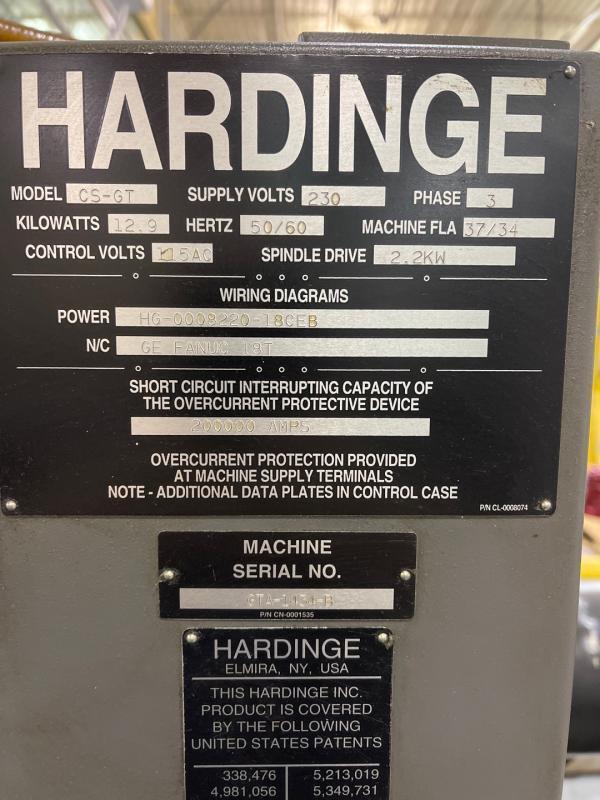 HARDINGE
MODEL CS-GT SUPPLY VOLTS 230 PHASE 3
KILOWATTS 12.9 HERTZ 50/60 MACHINE FLA 37/34
CONTROL VOLTS 115AC SPINDLE DRIVE 2.2KW
WIRING DIAGRAMS
POWER HG-0009220-18CEB
N/C GE FANUC 18T
SHORT CIRCUIT INTERRUPTING CAPACITY OF
THE OVERCURRENT PROTECTIVE DEVICE
200000 AMPS
OVERCURRENT PROTECTION PROVIDED
AT MACHINE SUPPLY TERMINALS
NOTE - ADDITIONAL DATA PLATES IN CONTROL CASE
P/N CL-0008074
MACHINE
SERIAL NO.
GTA-1434-B
P/N CN-0001535
HARDINGE
ELMIRA, NY, USA
THIS HARDINGE INC.
PRODUCT IS COVERED
BY THE FOLLOWING
UNITED STATES PATENTS
338,476 5,213,019
4,981,056 5,349,731